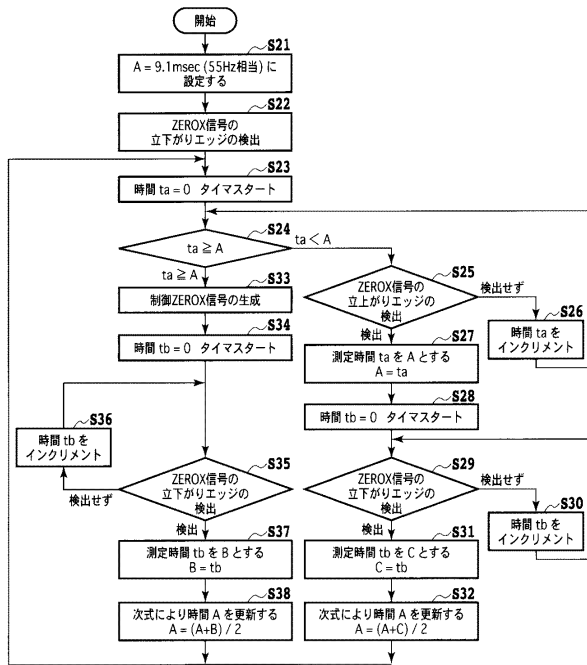 開始
S21
A = 9.1msec (55Hz相当) に
設定する
S22
ZEROX信号の
立下がりエッジの検出
S23
時間 ta = 0 タイマスタート
S24
ta ≧ A
ta < A
ta ≧ A
S33
制御ZEROX信号の生成
S34
時間 tb = 0 タイマスタート
S36
時間 tb を
インクリメント
S35
ZEROX信号の
立下がりエッジの
検出
検出せず
検出
S37
測定時間 tb を B とする
B = tb
S38
次式により時間 A を更新する
A = (A+B) / 2
S25
ZEROX信号の
立上がりエッジの
検出
検出せず
検出
S26
時間 ta を
インクリメント
S27
測定時間 ta を A とする
A = ta
S28
時間 tb = 0 タイマスタート
S29
ZEROX信号の
立下がりエッジの
検出
検出せず
検出
S30
時間 tb を
インクリメント
S31
測定時間 tb を C とする
C = tb
S32
次式により時間 A を更新する
A = (A+C) / 2